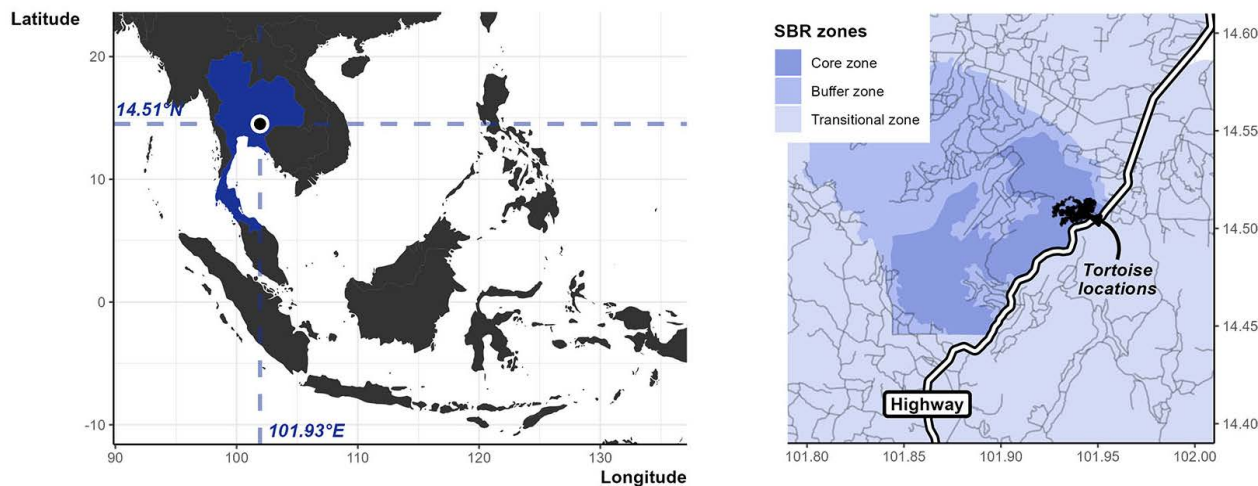 Latitude
20
14.51°N
10
0
-10
101.93°E
90
100
110
120
130
Longitude
SBR zones
Core zone
Buffer zone
Transitional zone
Tortoise
locations
Highway
14.60
14.55
14.50
14.45
14.40
101.80
101.85
101.90
101.95
102.00